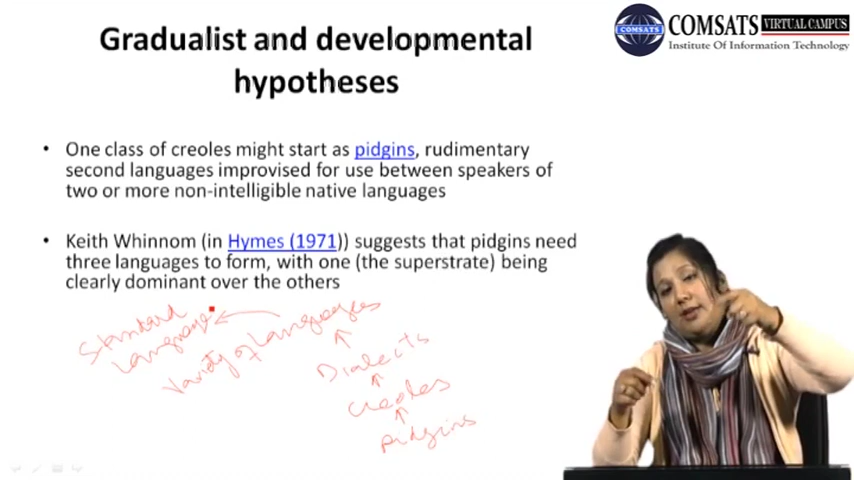 Gradualist and developmental
hypotheses
COMSATS VIRTUAL CAMPUS
Institute Of Information Technology
COMSATS
• One class of creoles might start as pidgins, rudimentary
second languages improvised for use between speakers of
two or more non-intelligible native languages
• Keith Whinnom (in Hymes (1971)) suggests that pidgins need
three languages to form, with one (the superstrate) being
clearly dominant over the others
Standard
Language
Variety of Languages
Dialects
Creoles
Pidgins